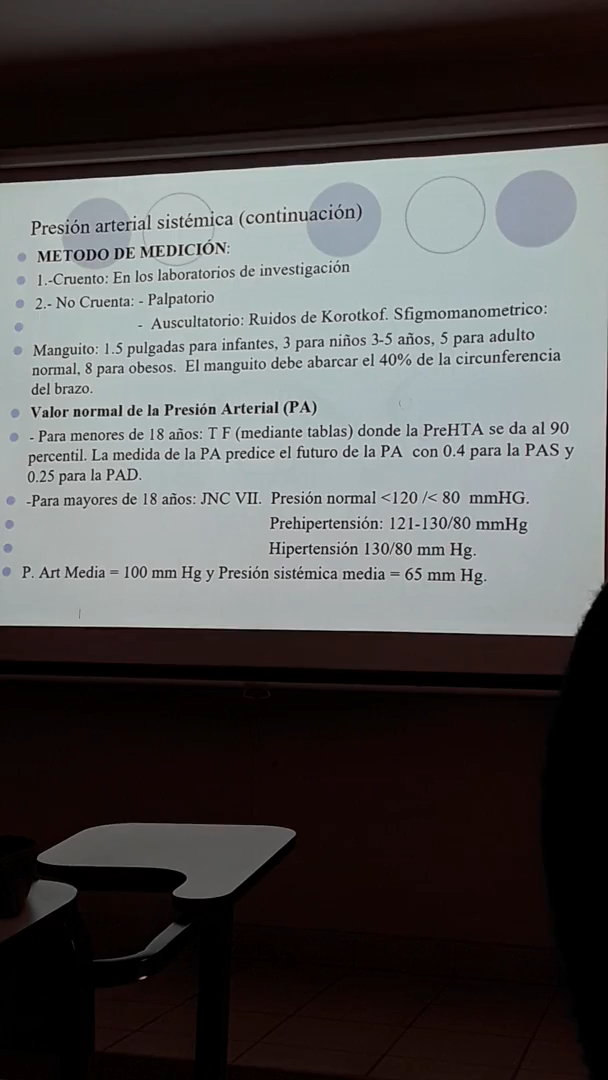 Presión arterial sistémica (continuación)
METODO DE MEDICIÓN:
1.-Cruento: En los laboratorios de investigación
2.- No Cruenta: - Palpatorio
- Auscultatorio: Ruidos de Korotkof. Sfigmomanometrico:
Manguito: 1.5 pulgadas para infantes, 3 para niños 3-5 años, 5 para adulto
normal, 8 para obesos. El manguito debe abarcar el 40% de la circunferencia
del brazo.
Valor normal de la Presión Arterial (PA)
- Para menores de 18 años: T F (mediante tablas) donde la PreHTA se da al 90
percentil. La medida de la PA predice el futuro de la PA con 0.4 para la PAS y
0.25 para la PAD.
-Para mayores de 18 años: JNC VII. Presión normal <120 /< 80 mmHG.
Prehipertensión: 121-130/80 mmHg
Hipertensión 130/80 mm Hg.
P. Art Media = 100 mm Hg y Presión sistémica media = 65 mm Hg.